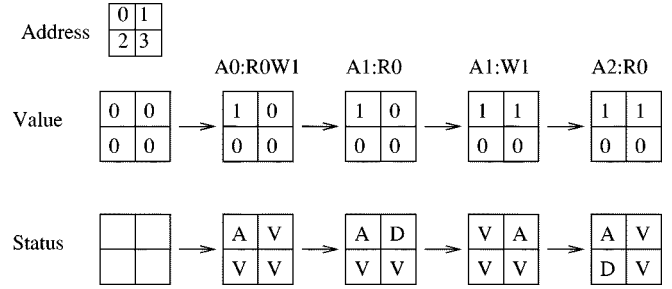 0 1
Address
2 3
A0:R0W1 A1:R0 A1:W1 A2:R0
Value
0 0 1 0 1 0 1 1 1 1
0 0 0 0 0 0 0 0 0 0
Status
A V A D V A A V
V V V V V V D V